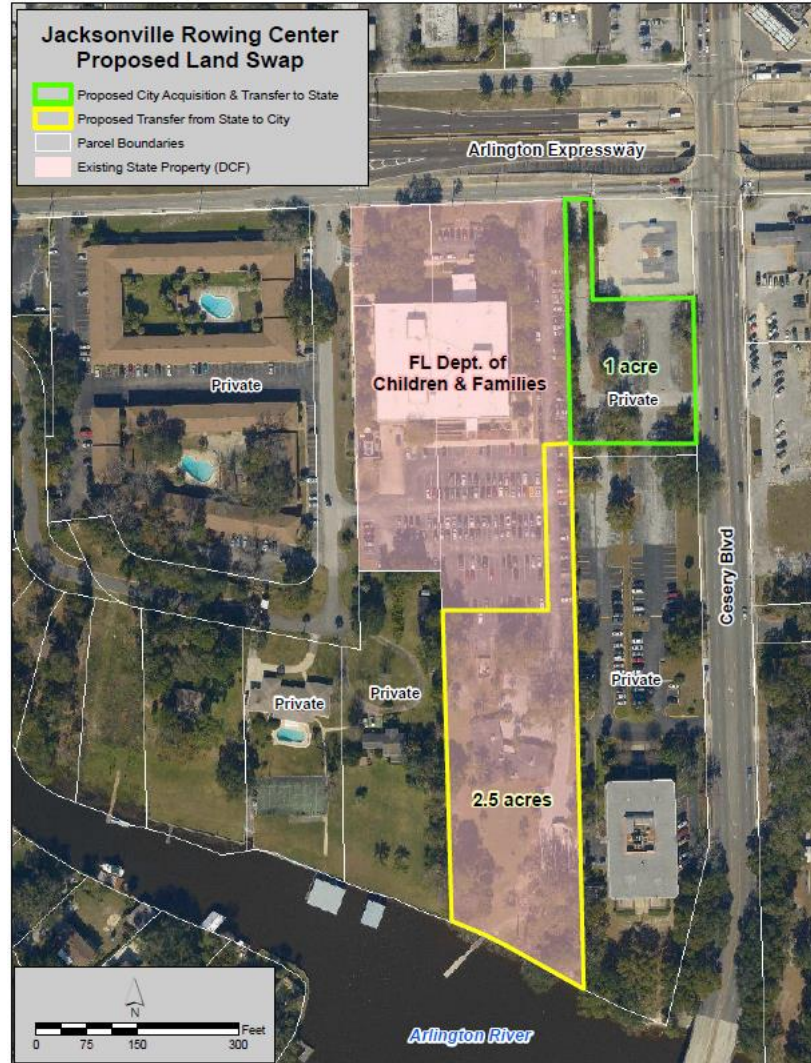 Jacksonville Rowing Center
Proposed Land Swap
Proposed City Acquisition & Transfer to State
Proposed Transfer from State to City
Parcel Boundaries
Existing State Property (DCF)
Arlington Expressway
FL Dept. of
Children & Families
1 acre
Private
Private
Cesery Blvd
Private
Private
Private
2.5 acres
N
0 75 150 300 Feet
Arlington River